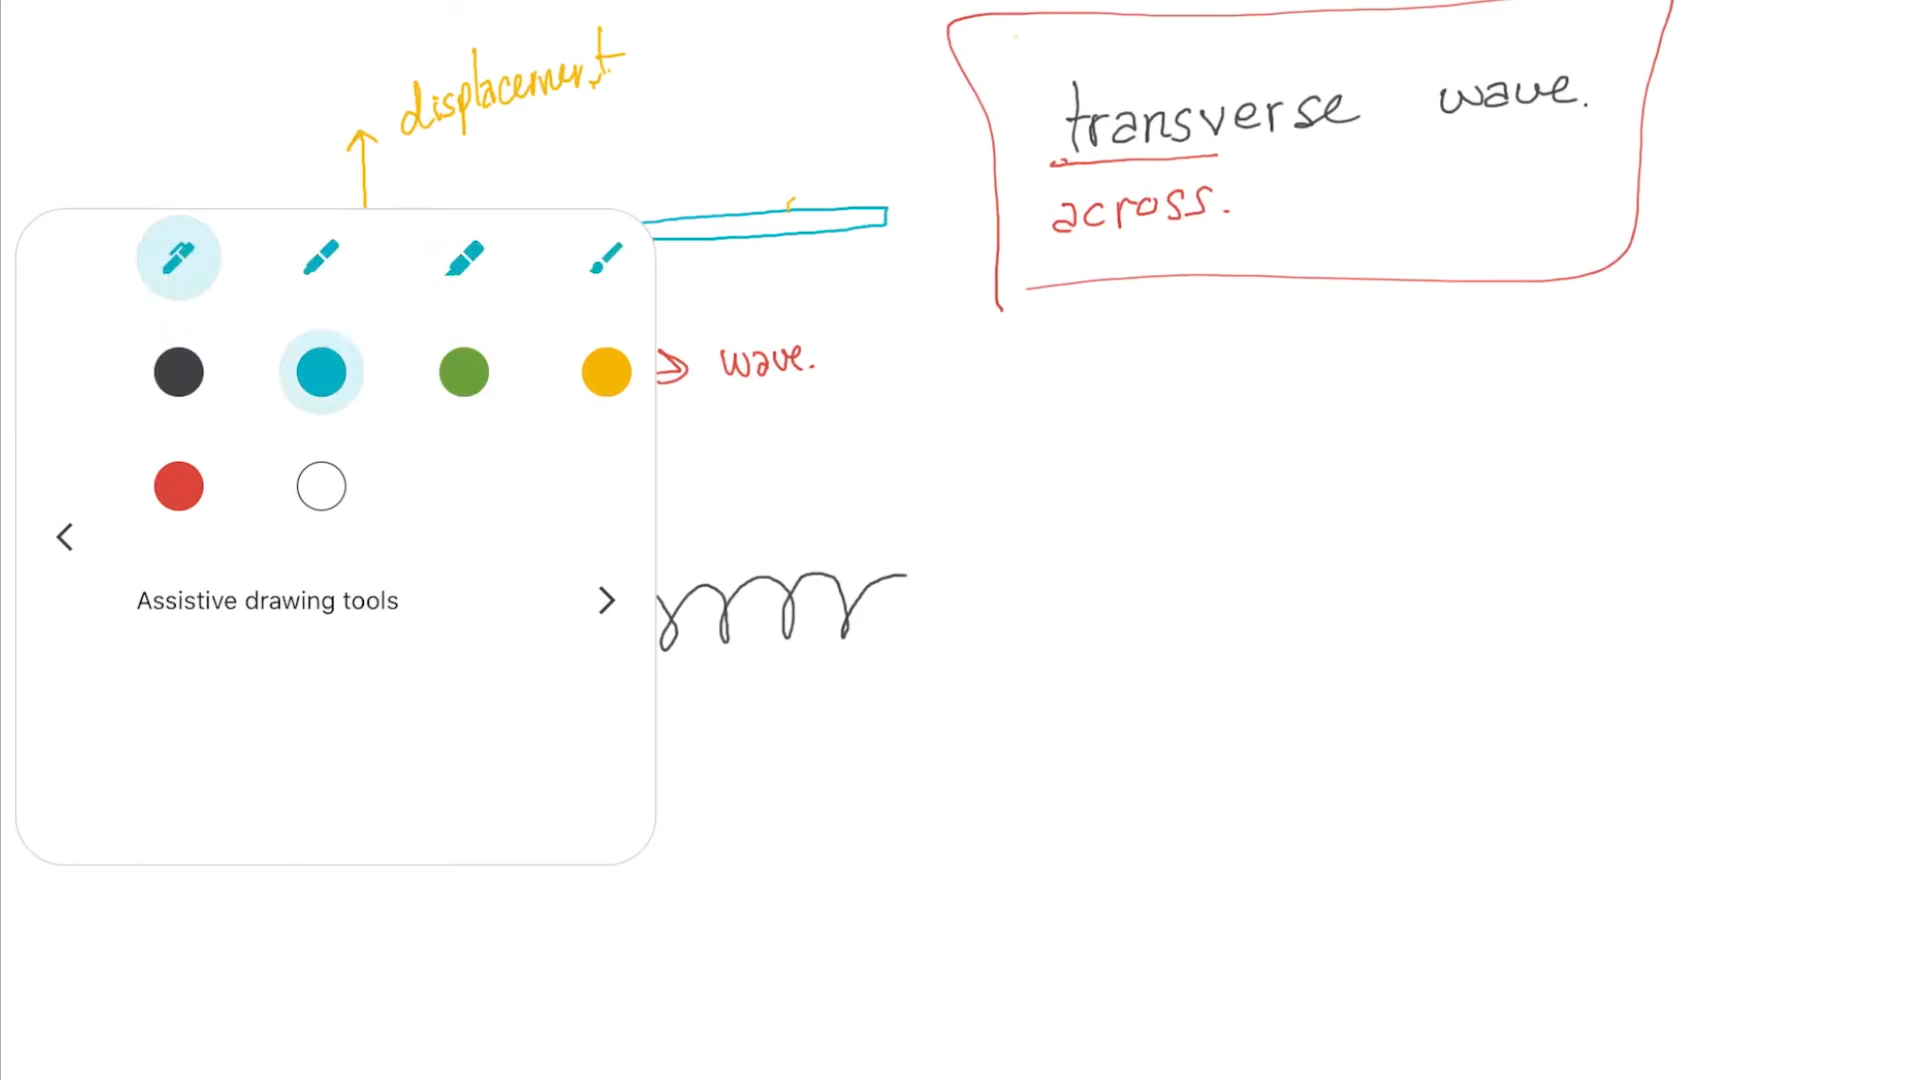 displacement
transverse wave.
across.
wave.
Assistive drawing tools